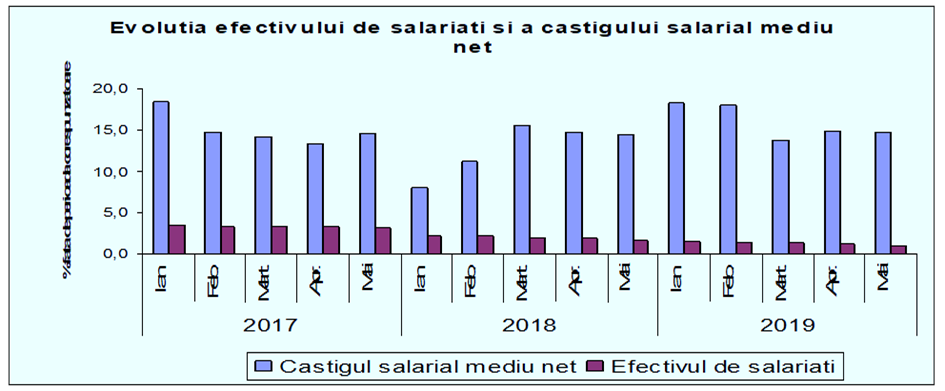 Evolutia efectivului de salariati si a castigului salarial mediu
net
20,0
15,0
10,0
5,0
0,0
Ian Feb Mart. Apr. Mai Ian Feb Mart. Apr. Mai Ian Feb Mart. Apr. Mai
2017 2018 2019
Castigul salarial mediu net Efectivul de salariati